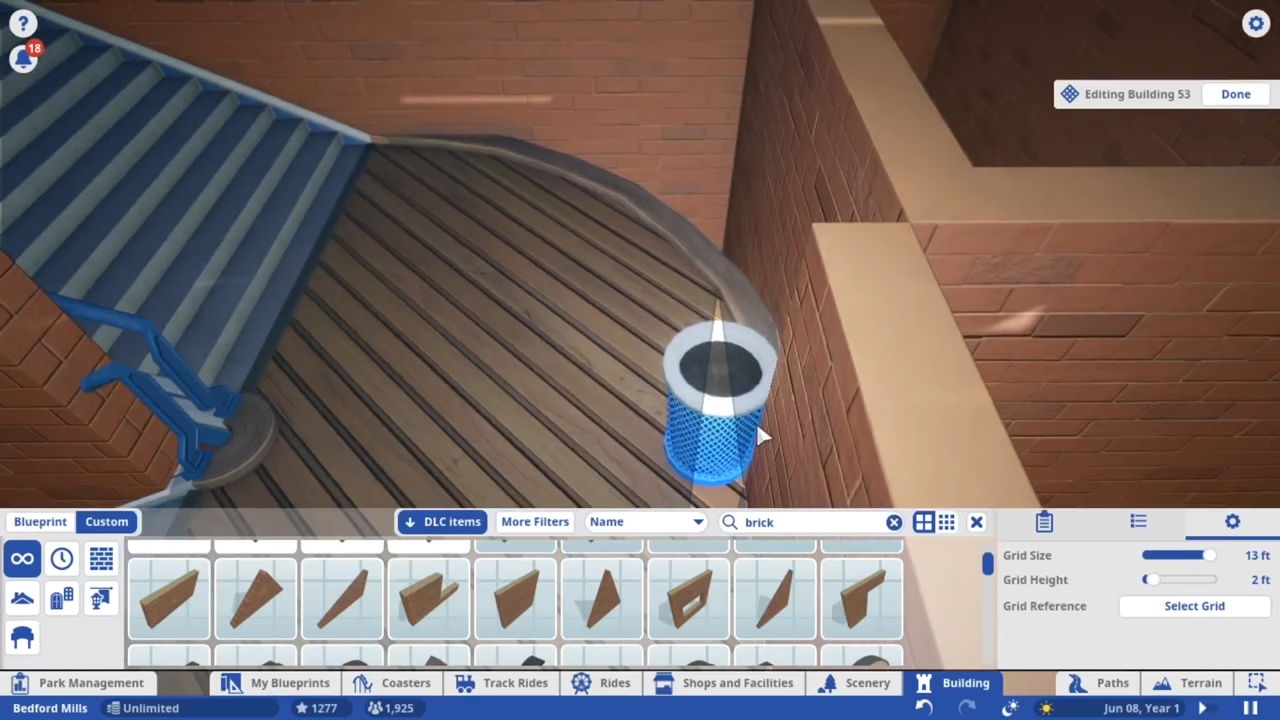 ?
18
Editing Building 53
Done
Blueprint
Custom
DLC items
More Filters
Name
brick
Grid Size
13 ft
Grid Height
2 ft
Grid Reference
Select Grid
Park Management
My Blueprints
Coasters
Track Rides
Rides
Shops and Facilities
Scenery
Building
Paths
Terrain
Bedford Mills
Unlimited
1277
1,925
Jun 08, Year 1